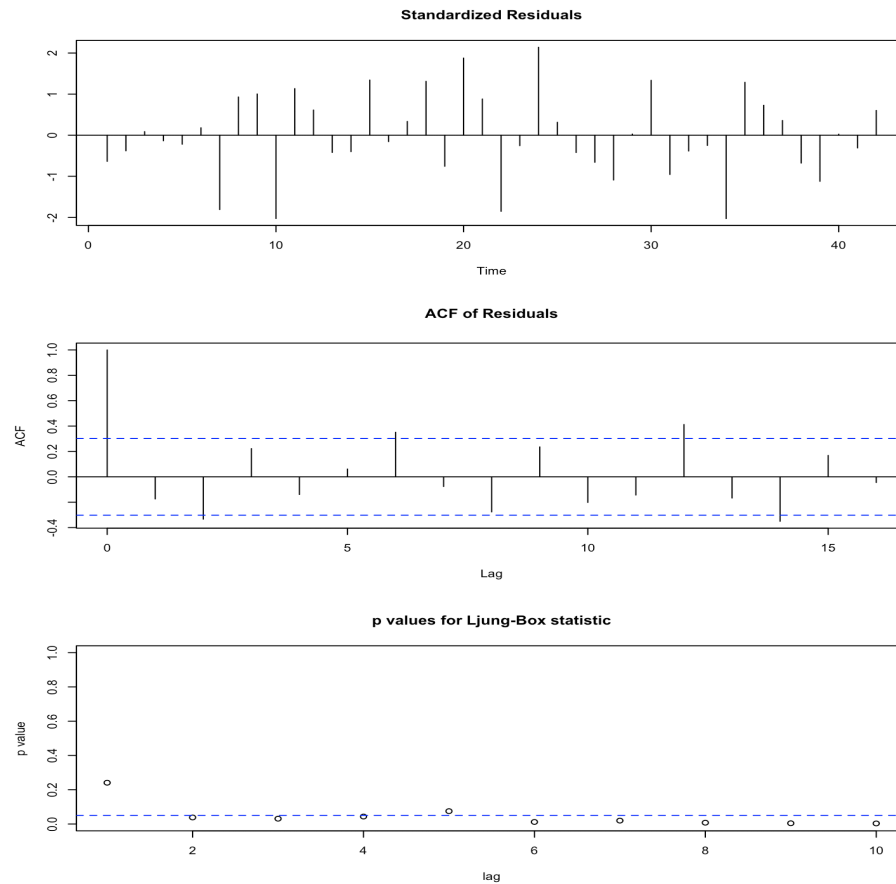 Standardized Residuals
2
1
0
-1
-2
0 10 20 30 40
Time
ACF of Residuals
ACF
1.0
0.8
0.6
0.4
0.2
0.0
-0.4
0 5 10 15
Lag
p values for Ljung-Box statistic
p value
1.0
0.8
0.6
0.4
0.2
0.0
2 4 6 8 10
lag